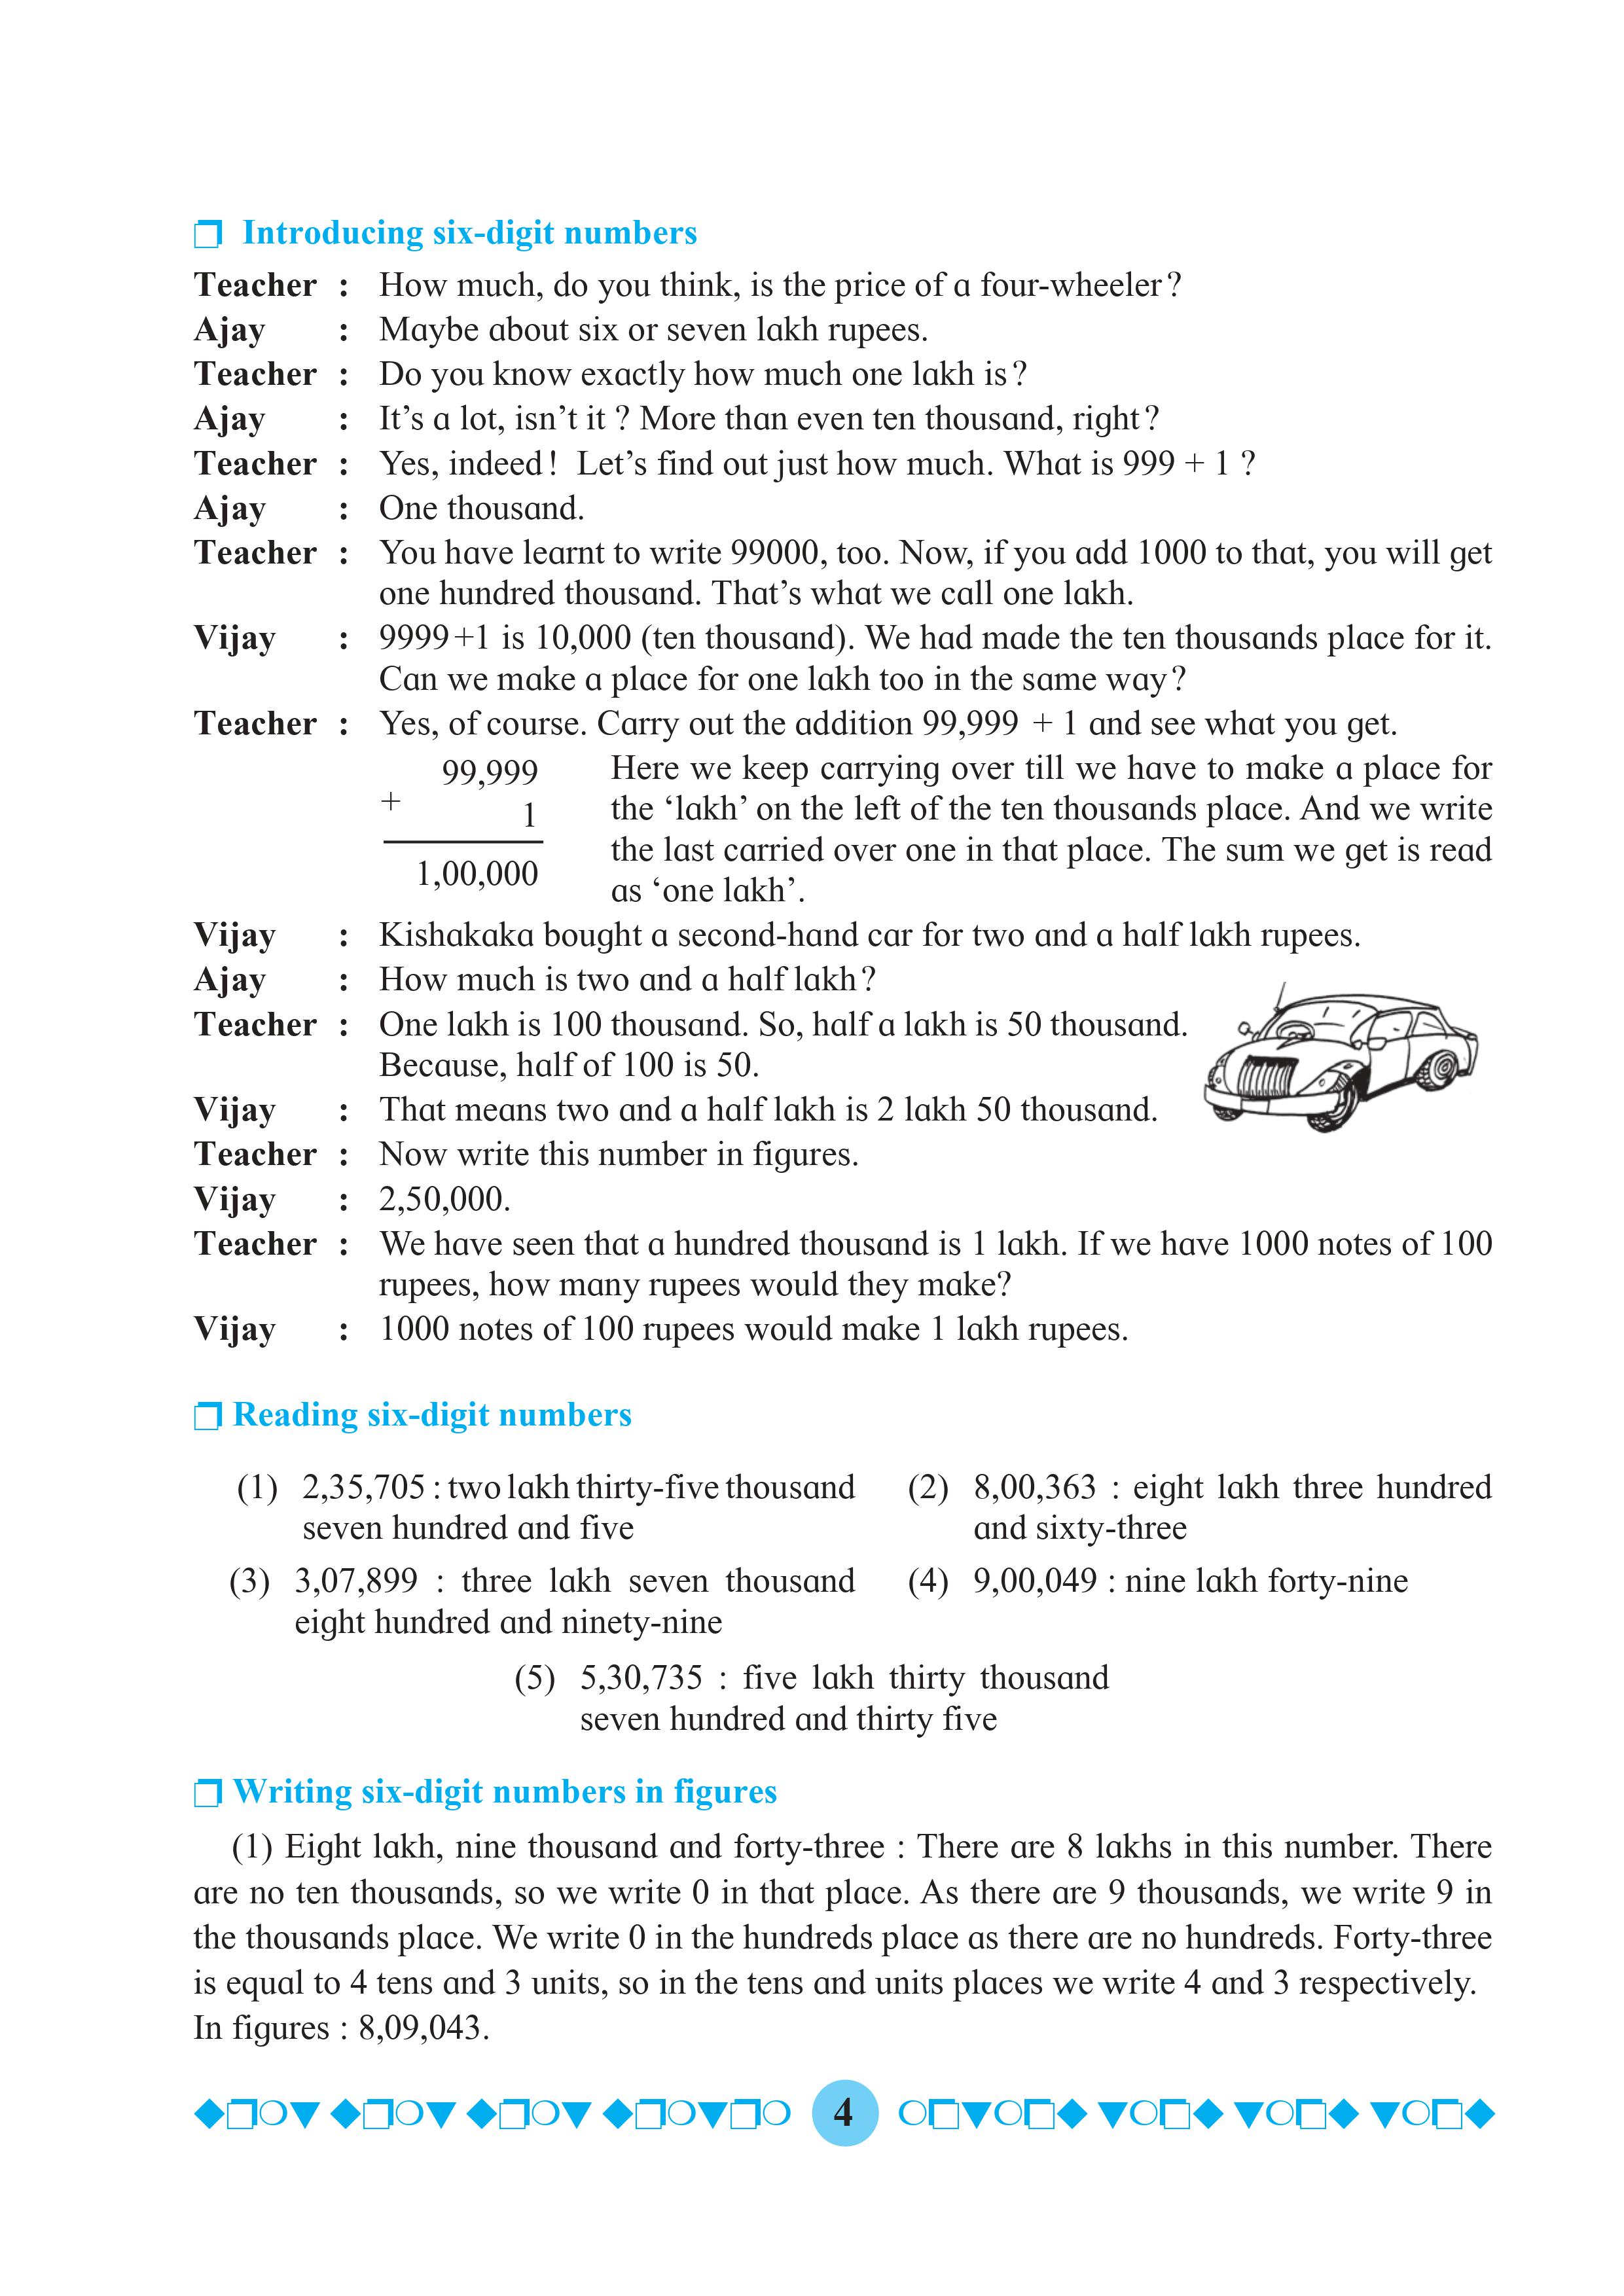 Introducing six-digit numbers
Teacher : How much, do you think, is the price of a four-wheeler?
Ajay : Maybe about six or seven lakh rupees.
Teacher : Do you know exactly how much one lakh is?
Ajay : It's a lot, isn't it ? More than even ten thousand, right?
Teacher : Yes, indeed! Let's find out just how much. What is 999 + 1 ?
Ajay : One thousand.
Teacher : You have learnt to write 99000, too. Now, if you add 1000 to that, you will get
one hundred thousand. That's what we call one lakh.
Vijay : 9999+1 is 10,000 (ten thousand). We had made the ten thousands place for it.
Can we make a place for one lakh too in the same way?
Teacher : Yes, of course. Carry out the addition 99,999 + 1 and see what you get.
99,999
+ 1
1,00,000
Here we keep carrying over till we have to make a place for
the ‘lakh’ on the left of the ten thousands place. And we write
the last carried over one in that place. The sum we get is read
as ‘one lakh’.
Vijay : Kishakaka bought a second-hand car for two and a half lakh rupees.
Ajay : How much is two and a half lakh?
Teacher : One lakh is 100 thousand. So, half a lakh is 50 thousand.
Because, half of 100 is 50.
Vijay : That means two and a half lakh is 2 lakh 50 thousand.
Teacher : Now write this number in figures.
Vijay : 2,50,000.
Teacher : We have seen that a hundred thousand is 1 lakh. If we have 1000 notes of 100
rupees, how many rupees would they make?
Vijay : 1000 notes of 100 rupees would make 1 lakh rupees.
Reading six-digit numbers
(1) 2,35,705 : two lakh thirty-five thousand
seven hundred and five
(2) 8,00,363 : eight lakh three hundred
and sixty-three
(3) 3,07,899 : three lakh seven thousand
eight hundred and ninety-nine
(4) 9,00,049 : nine lakh forty-nine
(5) 5,30,735 : five lakh thirty thousand
seven hundred and thirty five
Writing six-digit numbers in figures
(1) Eight lakh, nine thousand and forty-three : There are 8 lakhs in this number. There
are no ten thousands, so we write 0 in that place. As there are 9 thousands, we write 9 in
the thousands place. We write 0 in the hundreds place as there are no hundreds. Forty-three
is equal to 4 tens and 3 units, so in the tens and units places we write 4 and 3 respectively.
In figures : 8,09,043.
4